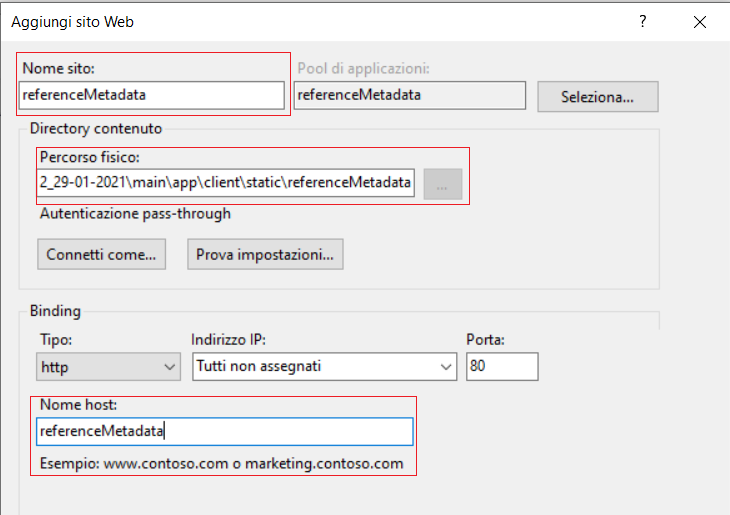 Aggiungi sito Web
?
Nome sito:
Pool di applicazioni:
referenceMetadata
referenceMetadata
Seleziona...
Directory contenuto
Percorso fisico:
2_29-01-2021\main\app\client\static\referenceMetadata
...
Autenticazione pass-through
Connetti come...
Prova impostazioni...
Binding
Tipo:
Indirizzo IP:
Porta:
http
Tutti non assegnati
80
Nome host:
referenceMetadata
Esempio: www.contoso.com o marketing.contoso.com